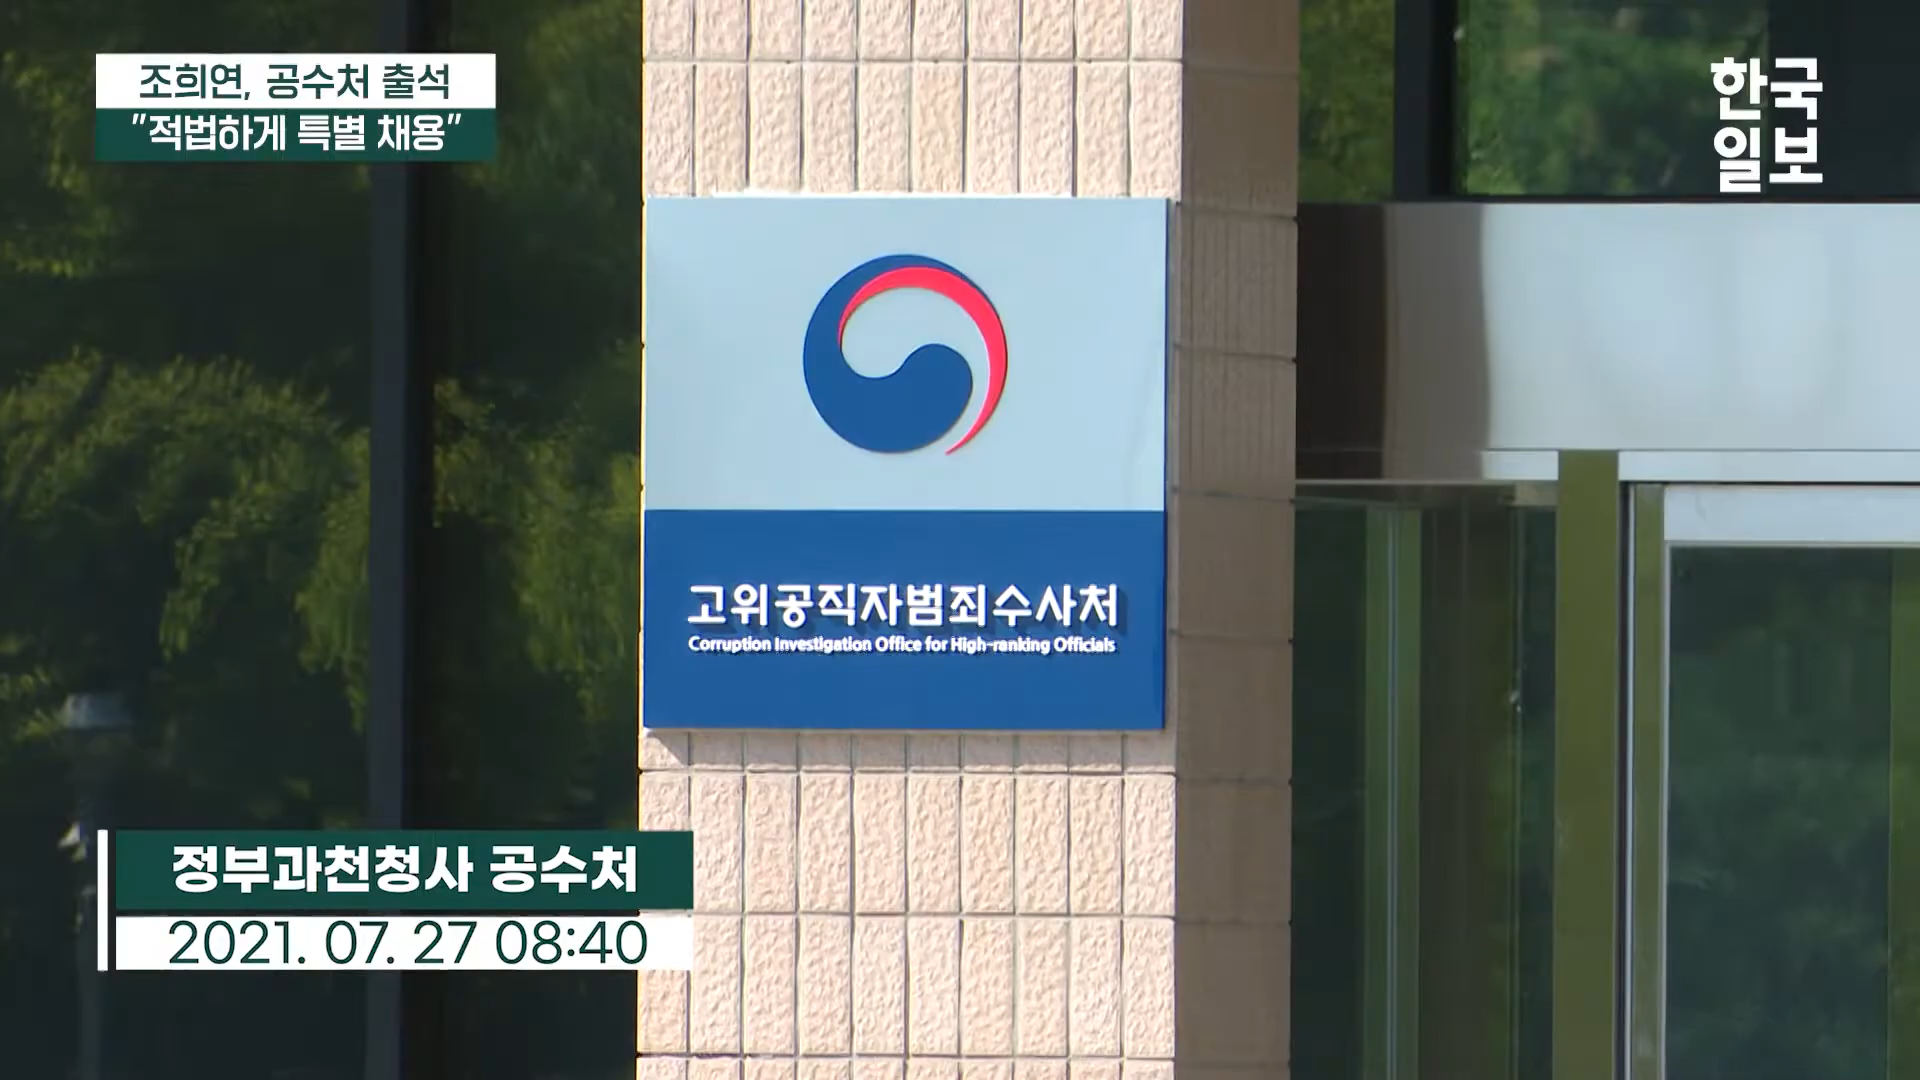 조희연, 공수처 출석
"적법하게 특별 채용"
한국
일보
고위공직자범죄수사처
Corruption Investigation Office for High-ranking Officials
정부과천청사 공수처
2021. 07. 27 08:40